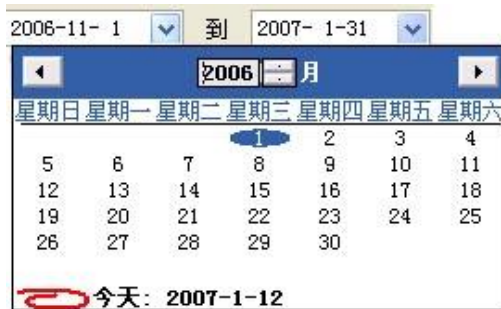 2006-11- 1 到 2007- 1-31
2006 月
星期日 星期一 星期二 星期三 星期四 星期五 星期六
1 2 3 4
5 6 7 8 9 10 11
12 13 14 15 16 17 18
19 20 21 22 23 24 25
26 27 28 29 30
今天: 2007-1-12